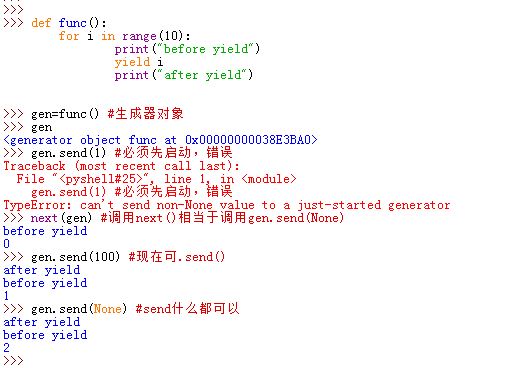 >>>
>>> def func():
        for i in range(10):
                print("before yield")
                yield i
                print("after yield")
>>> gen=func() #生成器对象
>>> gen
<generator object func at 0x00000000038E3BA0>
>>> gen.send(1) #必须先启动，错误
Traceback (most recent call last):
  File "<pyshell#25>", line 1, in <module>
    gen.send(1) #必须先启动，错误
TypeError: can't send non-None value to a just-started generator
>>> next(gen) #调用next()相当于调用gen.send(None)
before yield
0
>>> gen.send(100) #现在可.send()
after yield
before yield
1
>>> gen.send(None) #send什么都可以
after yield
before yield
2
>>>